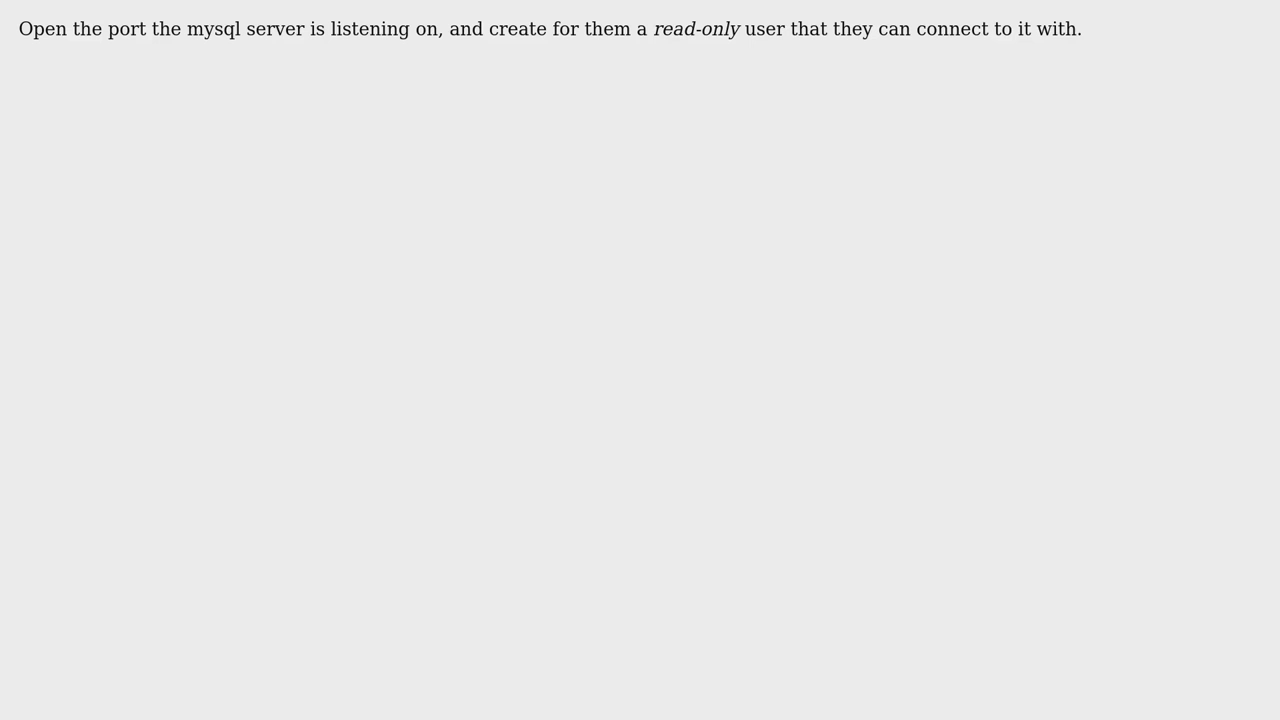 Open the port the mysql server is listening on, and create for them a read-only user that they can connect to it with.